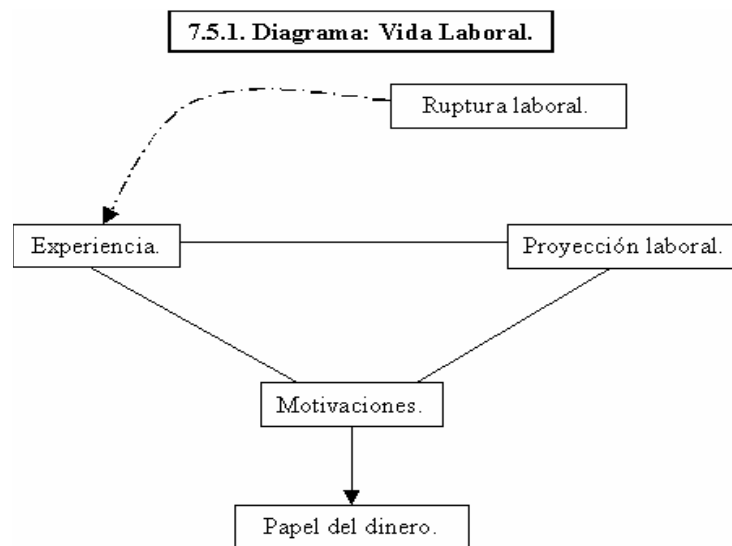 7.5.1. Diagrama: Vida Laboral.
Ruptura laboral.
Experiencia.
Proyección laboral.
Motivaciones.
Papel del dinero.